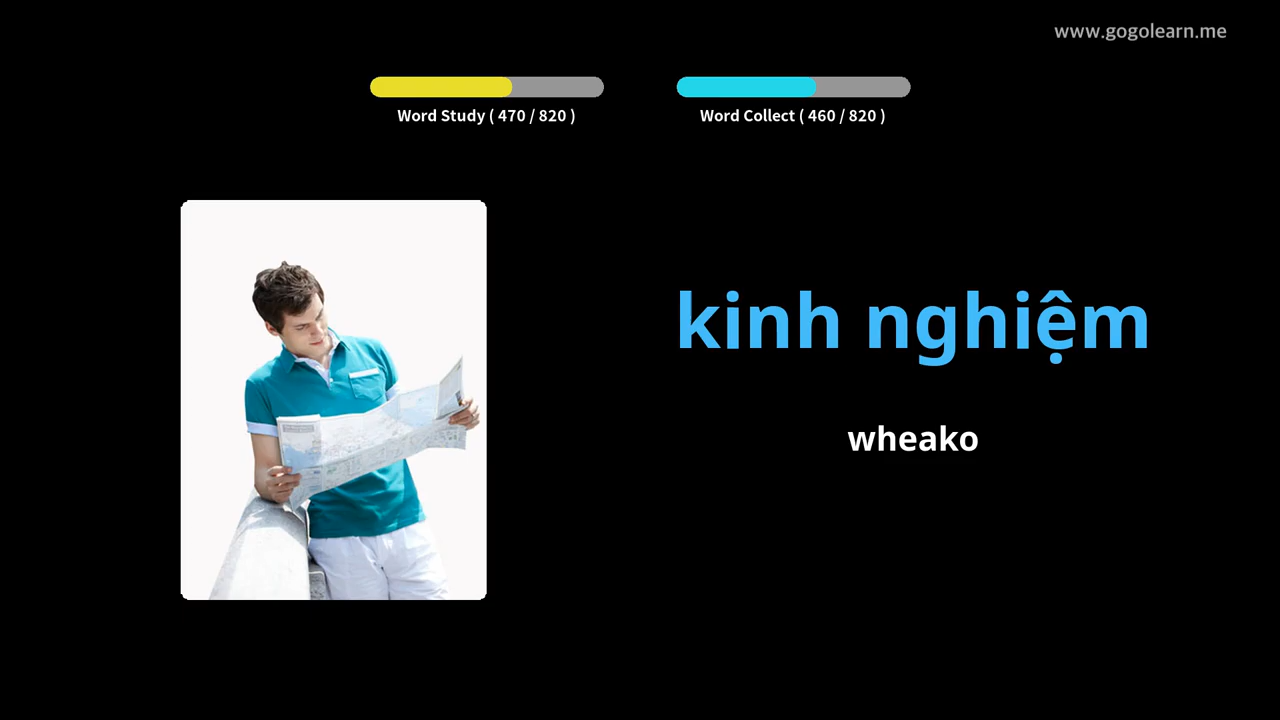 www.gogolearn.me
Word Study ( 470 / 820 )
Word Collect ( 460 / 820 )
kinh nghiệm
wheako